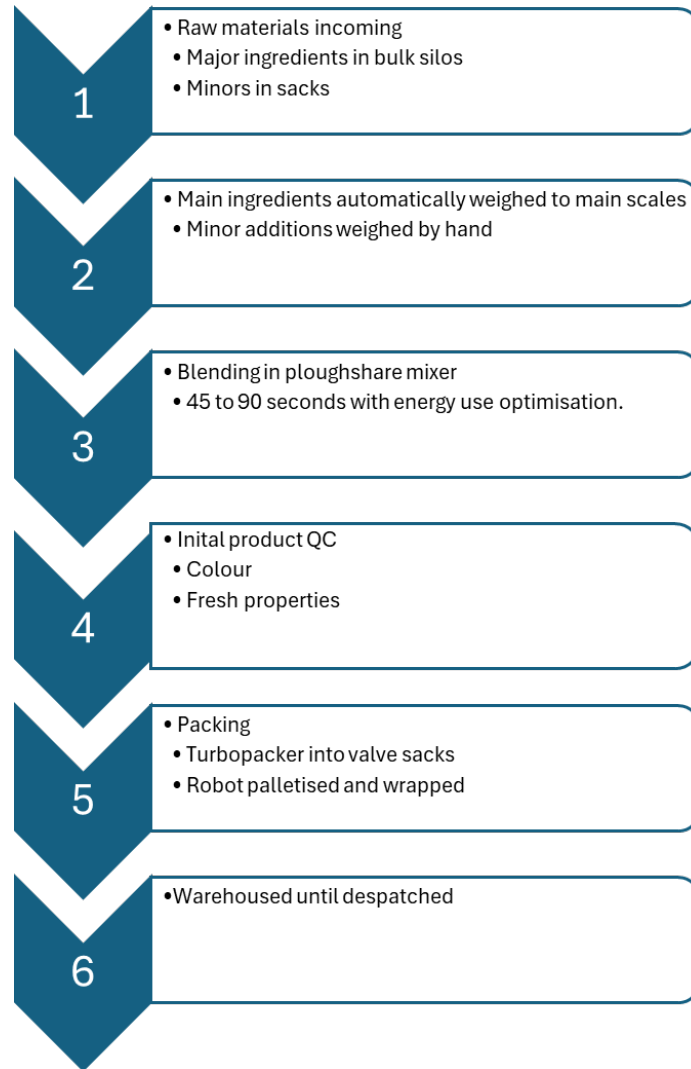 1
• Raw materials incoming
• Major ingredients in bulk silos
• Minors in sacks
2
• Main ingredients automatically weighed to main scales
• Minor additions weighed by hand
3
• Blending in ploughshare mixer
• 45 to 90 seconds with energy use optimisation.
4
• Inital product QC
• Colour
• Fresh properties
5
• Packing
• Turbopacker into valve sacks
• Robot palletised and wrapped
6
•Warehoused until despatched